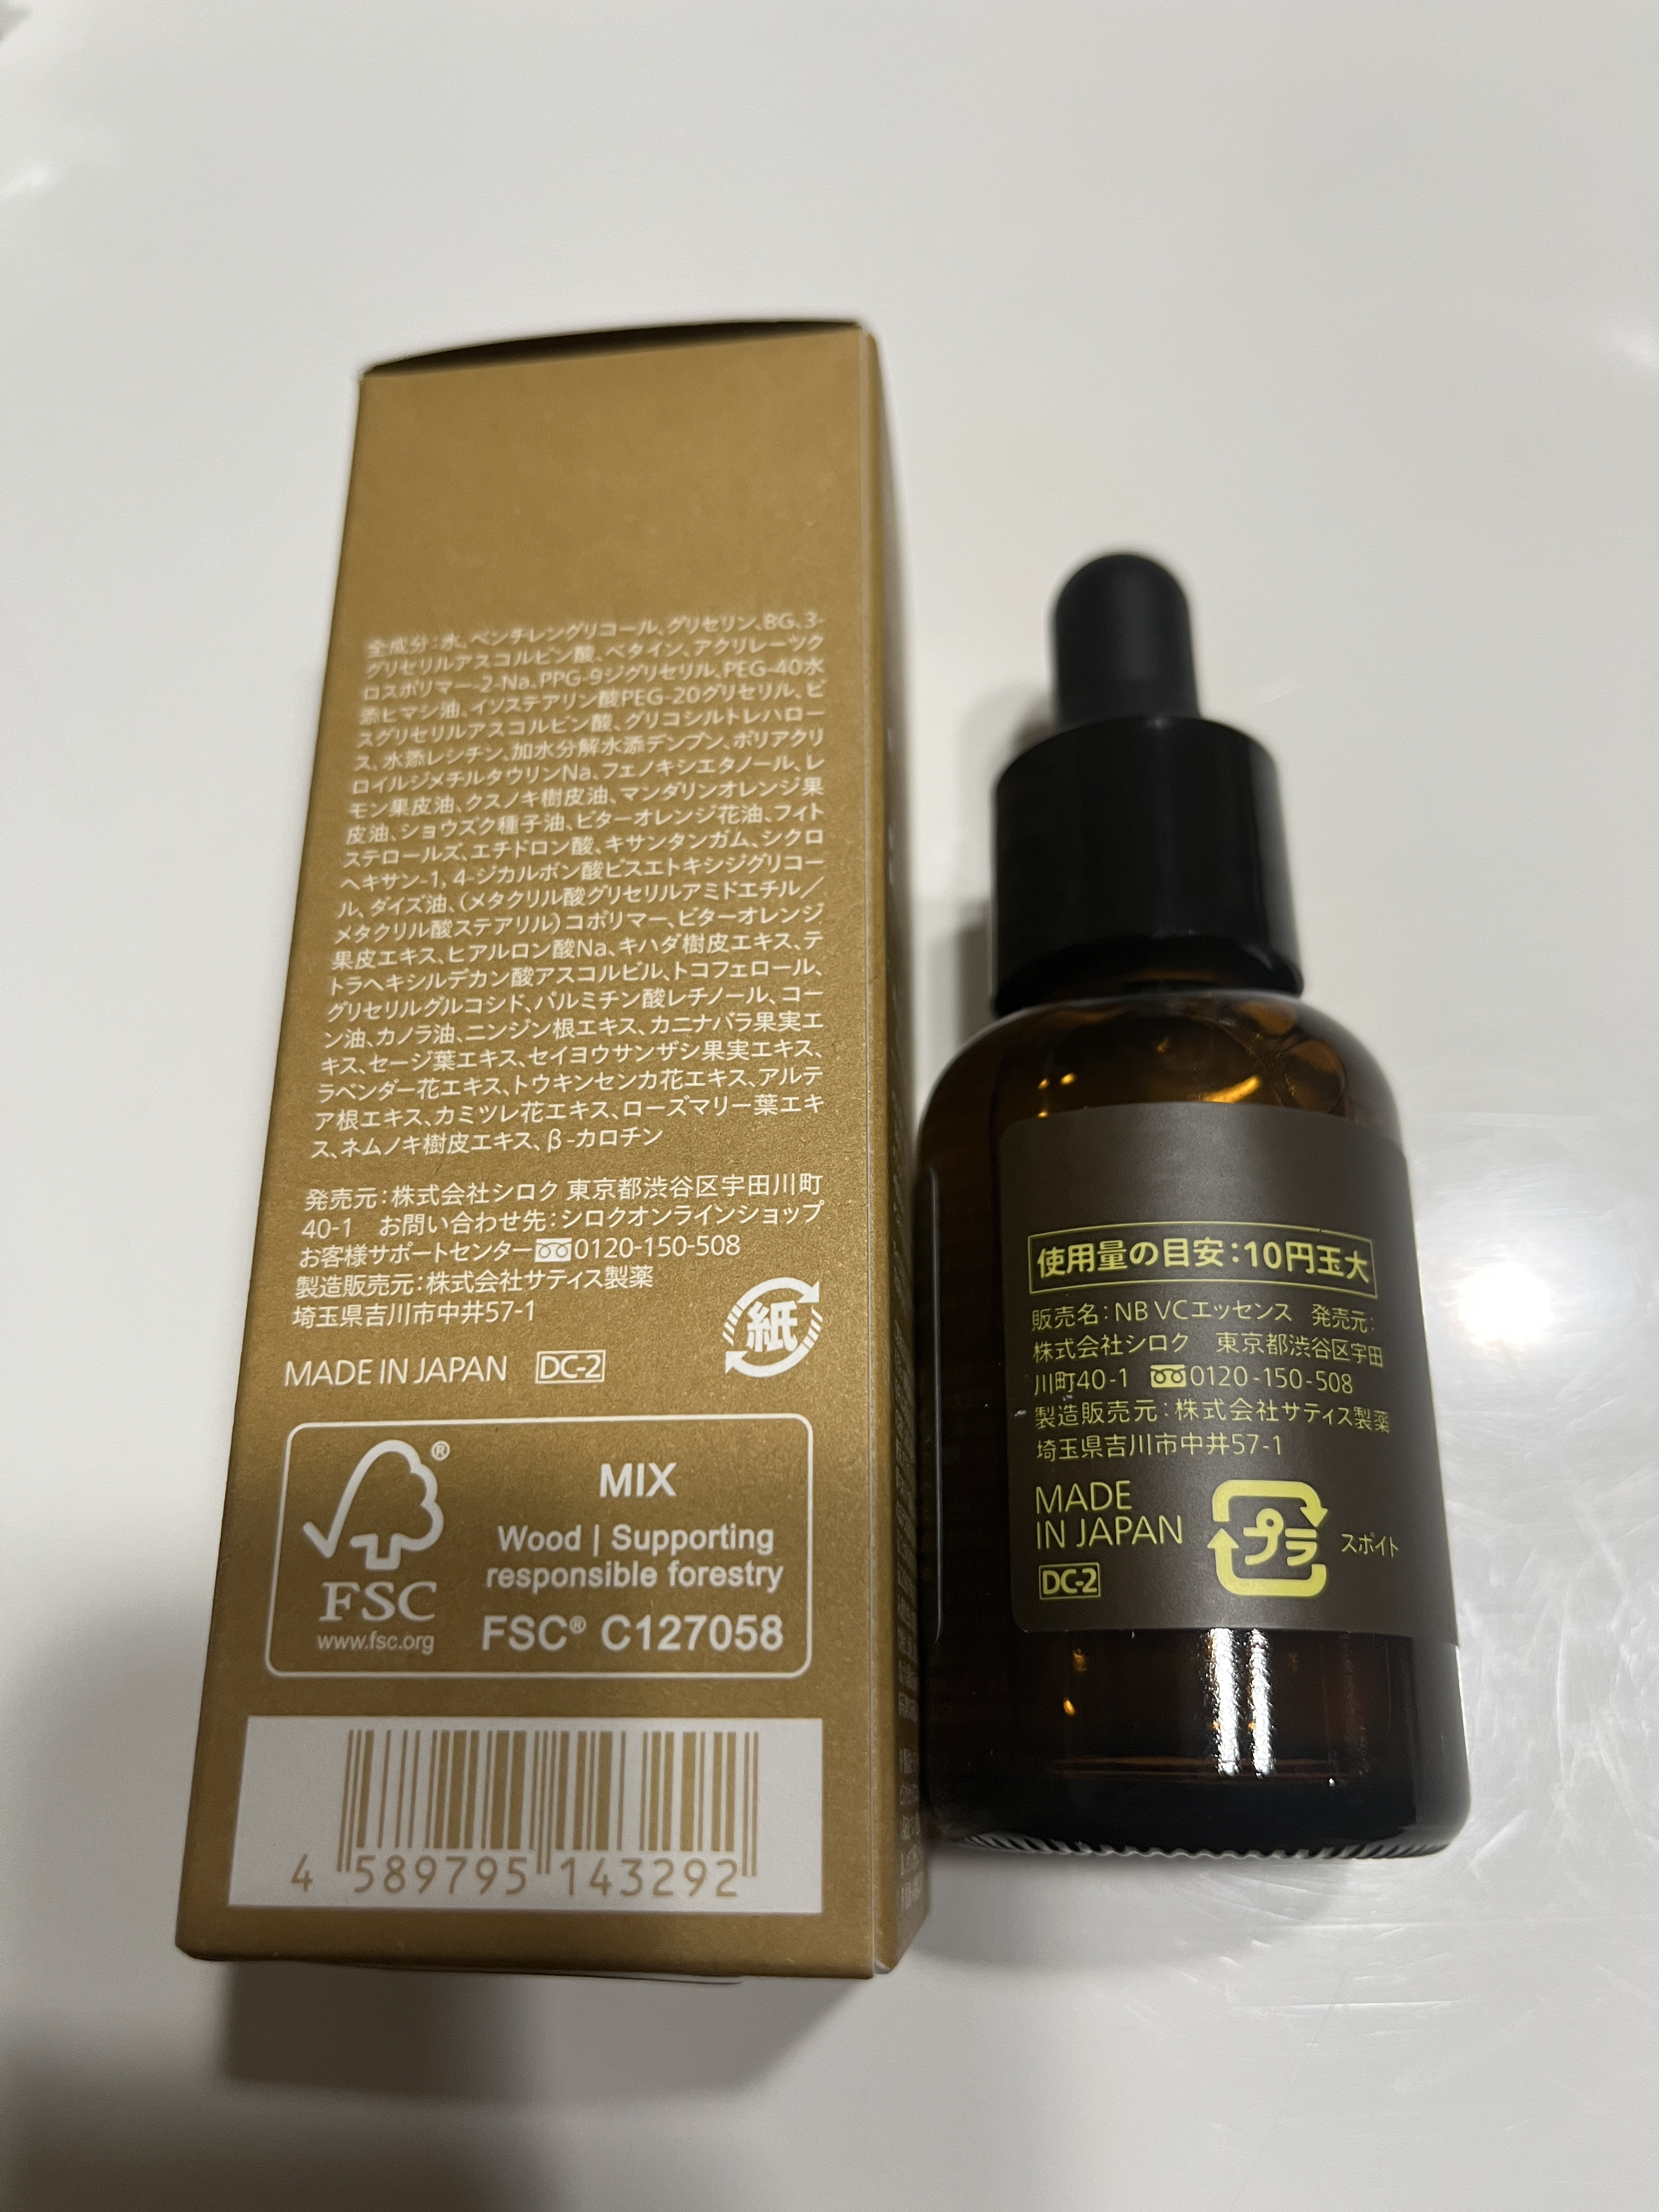 全成分:水、ペンチレングリコール、グリセリン、BG、3-
グリセリルアスコルビン酸、ベタイン、アクリレーツク
ロスポリマー-2-Na、PPG-9ジグリセリル、PEG-40水
添ヒマシ油、イソステアリン酸PEG-20グリセリル、ビ
スグリセリルアスコルビン酸、グリコシルトレハロー
ス、水添レシチン、加水分解水添デンプン、ポリアクリ
ロイルジメチルタウリンNa、フェノキシエタノール、レ
モン果皮油、クスノキ樹皮油、マンダリンオレンジ果
皮油、ショウズク種子油、ビターオレンジ花油、フィト
ステロールズ、エチドロン酸、キサンタンガム、シクロ
ヘキサン-1, 4-ジカルボン酸ビスエトキシジグリコー
ル、ダイズ油、(メタクリル酸グリセリルアミドエチル/
メタクリル酸ステアリル)コポリマー、ビターオレンジ
果皮エキス、ヒアルロン酸Na、キハダ樹皮エキス、テ
トラヘキシルデカン酸アスコルビル、トコフェロール、
グリセリルグルコシド、パルミチン酸レチノール、コー
ン油、カノラ油、ニンジン根エキス、カニナバラ果実エ
キス、セージ葉エキス、セイヨウサンザシ果実エキス、
ラベンダー花エキス、トウキンセンカ花エキス、アルテ
ア根エキス、カミツレ花エキス、ローズマリー葉エキ
ス、ネムノキ樹皮エキス、β-カロチン
発売元:株式会社シロク 東京都渋谷区宇田川町
40-1 お問い合わせ先:シロクオンラインショップ
お客様サポートセンター 0120-150-508
製造販売元:株式会社サティス製薬
埼玉県吉川市中井57-1
紙
MADE IN JAPAN DC-2
MIX
Wood | Supporting
responsible forestry
FSC® C127058
®
FSC
www.fsc.org
4 589795 143292
使用量の目安:10円玉大
販売名:NB VCエッセンス 発売元:
株式会社シロク 東京都渋谷区宇田
川町40-1 0120-150-508
製造販売元:株式会社サティス製薬
埼玉県吉川市中井57-1
MADE
IN JAPAN
DC-2
プラ
スポイト